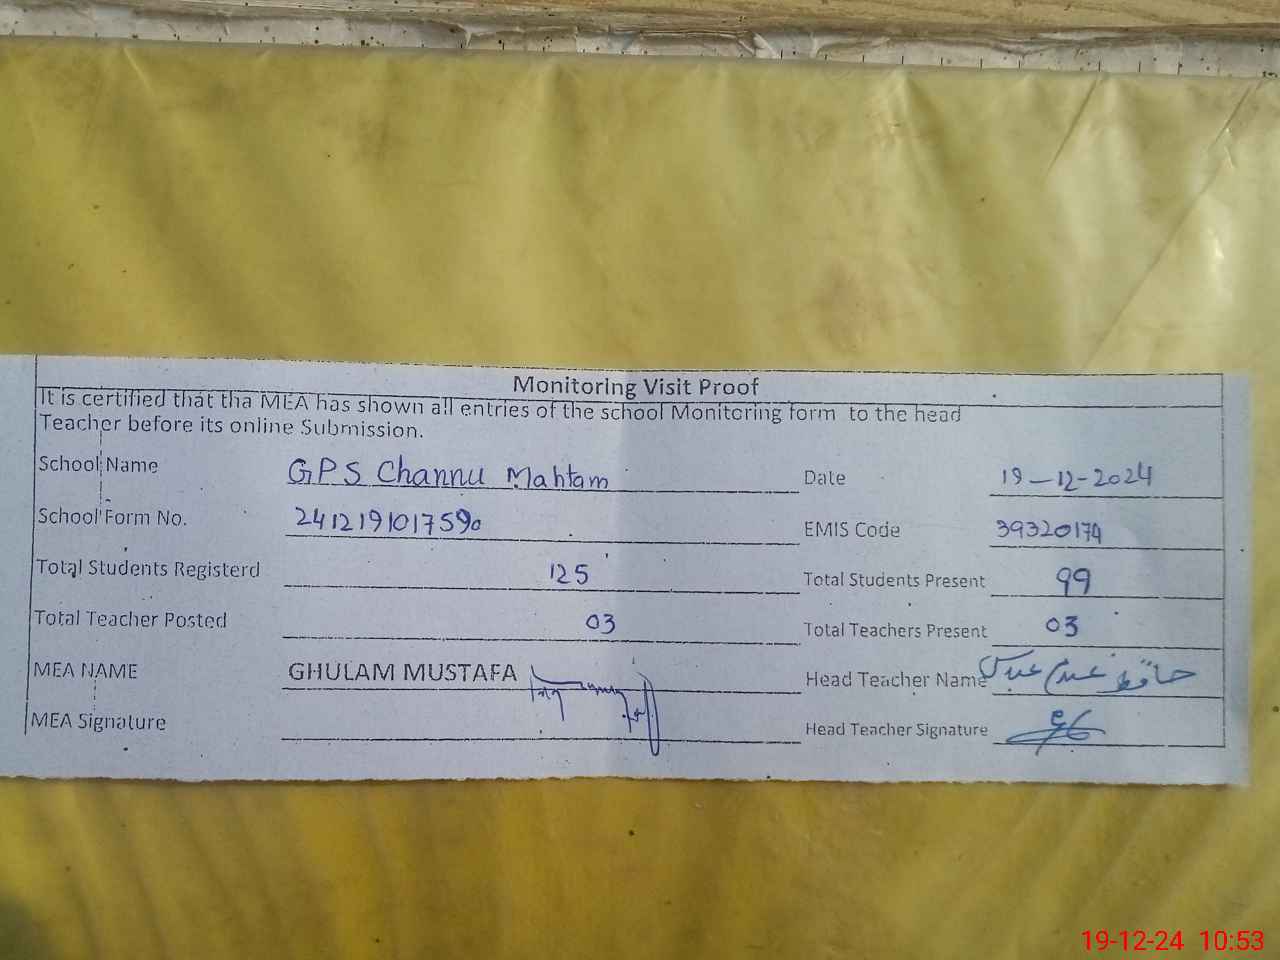 Monitoring Visit Proof
It is certified that tha MEA has shown all entries of the school Monitoring form to the head
Teacher before its online Submission.
School Name GPS Channu Mahtam Date 19-12-2024
School Form No. 241219101759০ EMIS Code 39320174
Total Students Registerd 125 Total Students Present 99
Total Teacher Posted 03 Total Teachers Present 03
MEA NAME GHULAM MUSTAFA Head Teacher Name حافظ
MEA Signature Head Teacher Signature
19-12-24 10:53